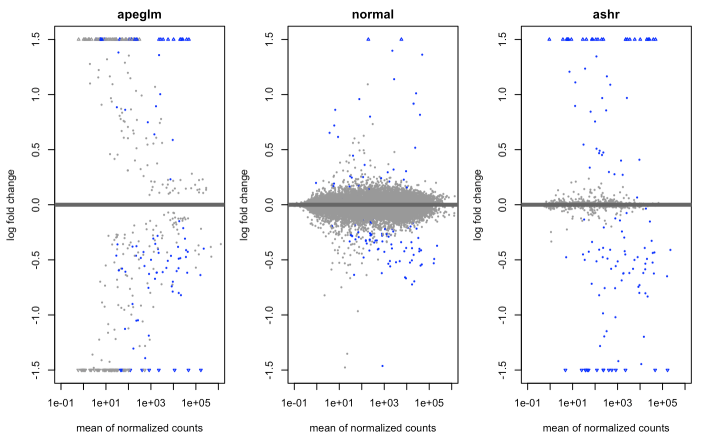 apeglm
normal
ashr
log fold change
1.5
1.0
0.5
0.0
-0.5
-1.0
-1.5
1e-01 1e+01 1e+03 1e+05
mean of normalized counts
log fold change
1.5
1.0
0.5
0.0
-0.5
-1.0
-1.5
1e-01 1e+01 1e+03 1e+05
mean of normalized counts
log fold change
1.5
1.0
0.5
0.0
-0.5
-1.0
-1.5
1e-01 1e+01 1e+03 1e+05
mean of normalized counts